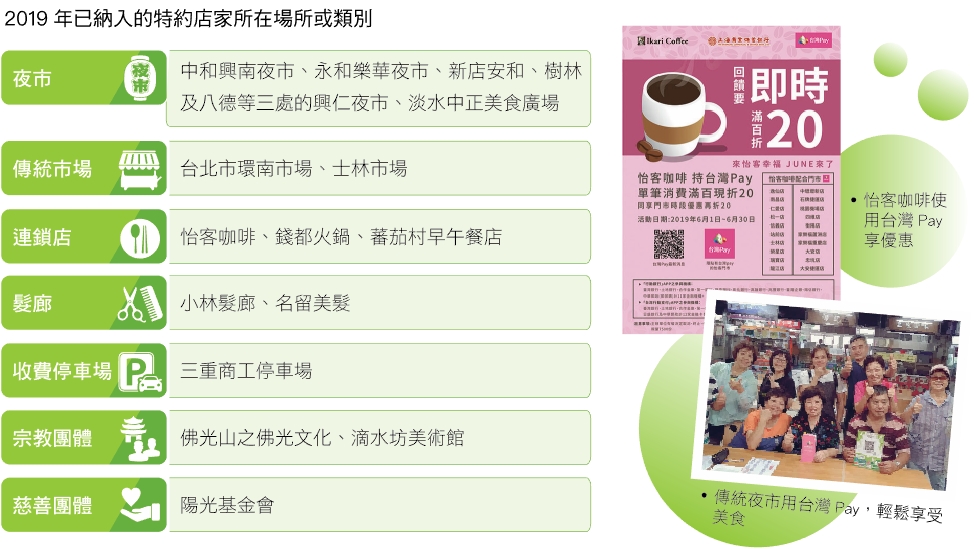 2019 年已納入的特約店家所在場所或類別
夜市
中和興南夜市、永和樂華夜市、新店安和、樹林
及八德等三處的興仁夜市、淡水中正美食廣場
傳統市場
台北市環南市場、士林市場
連鎖店
怡客咖啡、錢都火鍋、蕃茄村早午餐店
髮廊
小林髮廊、名留美髮
收費停車場
三重商工停車場
宗教團體
佛光山之佛光文化、滴水坊美術館
慈善團體
陽光基金會
Ikari Coffee
台灣Pay
回饋要
即時
滿百折
20
來怡客幸福 JUNE來了
怡客咖啡 持台灣Pay
單筆消費滿百現折20
同享門市時段優惠再折20
活動日期:2019年6月1日~6月30日
怡客咖啡配合門市
台灣Pay
• 怡客咖啡使
用台灣 Pay
享優惠
• 傳統夜市用台灣 Pay，輕鬆享受
美食